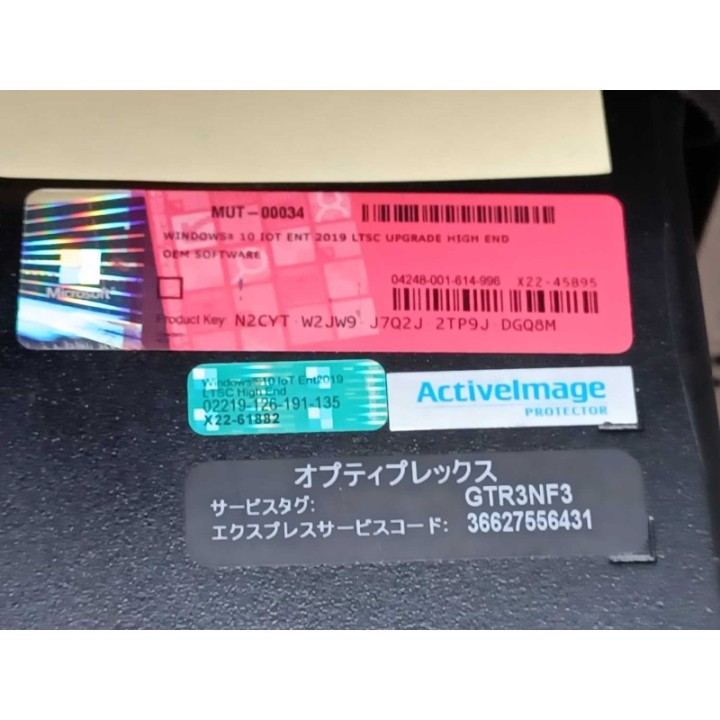 MUT-00034
WINDOWS® 10 IOT ENT 2019 LTSC UPGRADE HIGH END
OEM SOFTWARE
04248-001-614-996 X22-45895
Microsoft
Product Key: N2CYT W2JW9 J7Q2J 2TP9J DGQ8M
Windows® 10 IoT Ent2019
LTSC High End
02219-126-191-135
X22-61882
ActiveImage
PROTECTOR
オプティプレックス
サービスタグ: GTR3NF3
エクスプレスサービスコード: 36627556431